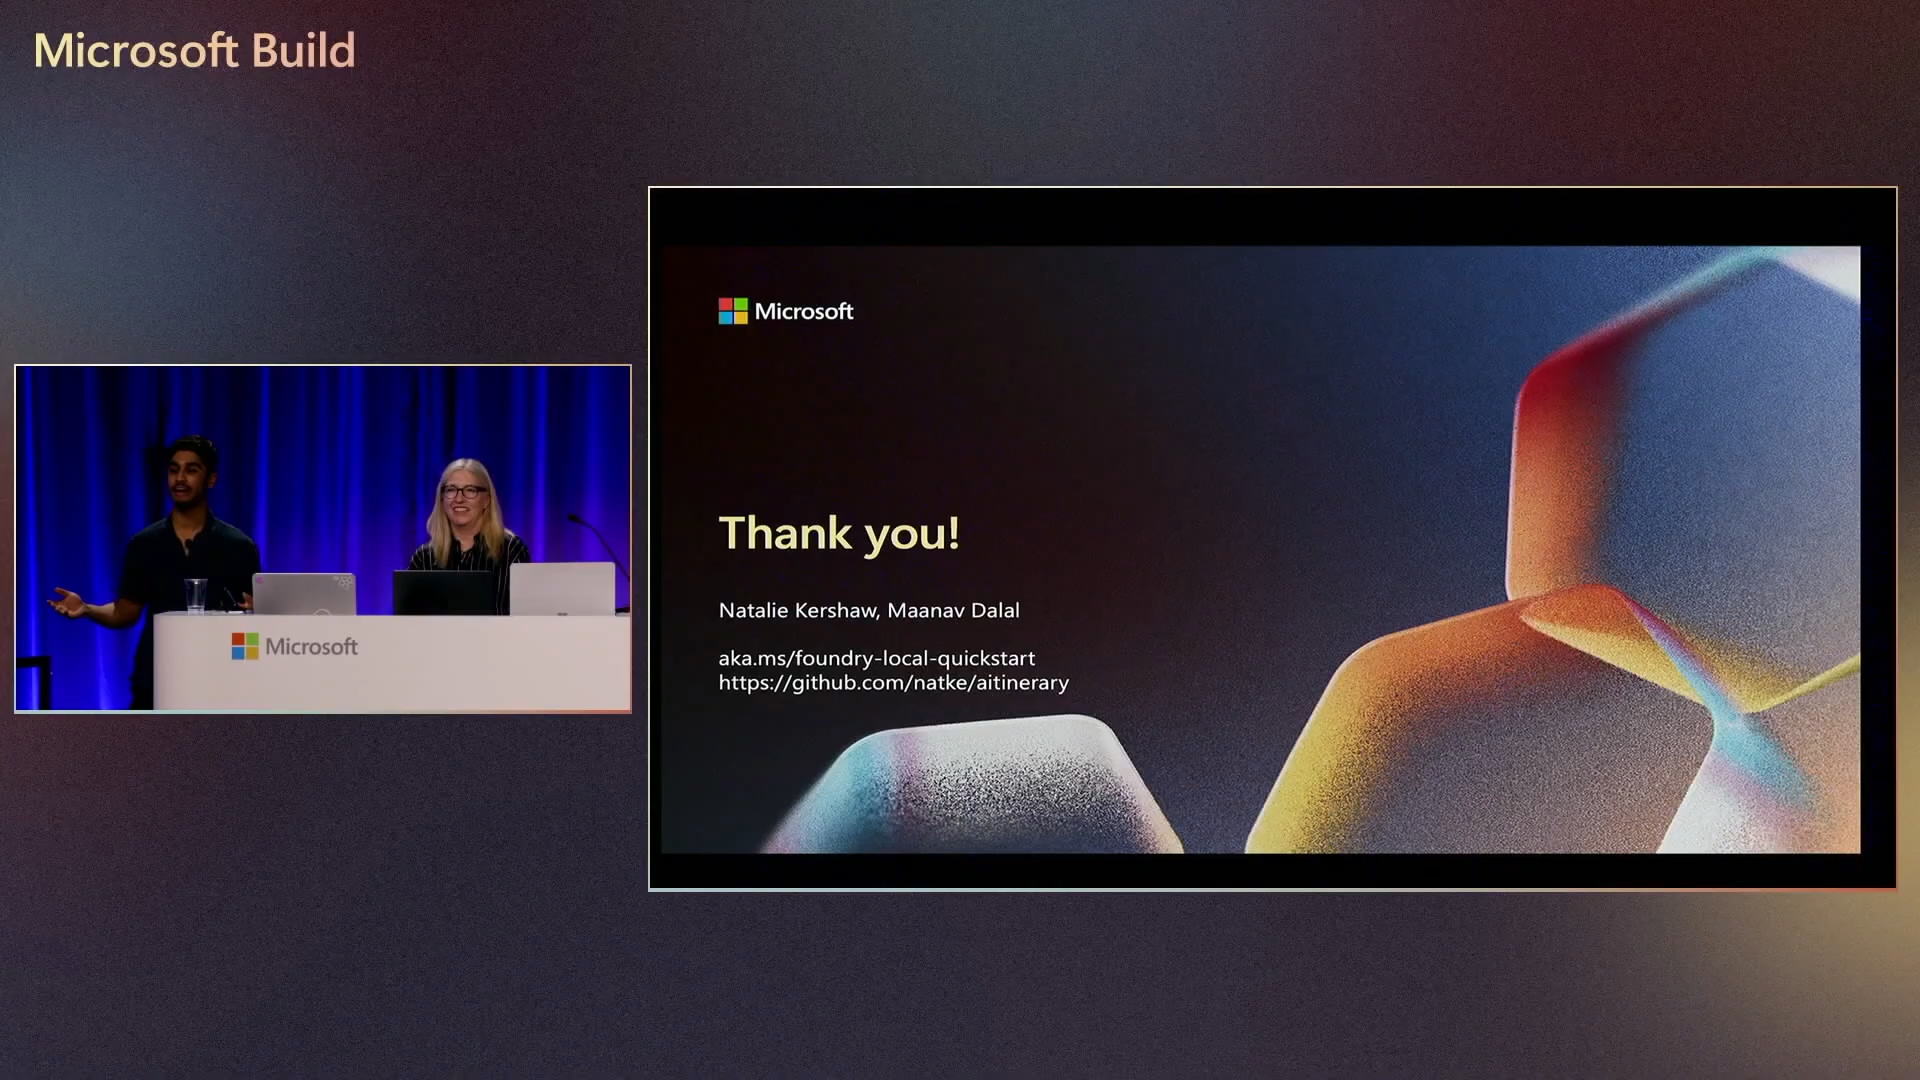 Microsoft Build
Microsoft
Thank you!
Natalie Kershaw, Maanav Dalal
aka.ms/foundry-local-quickstart
https://github.com/natke/aitinerary
Microsoft